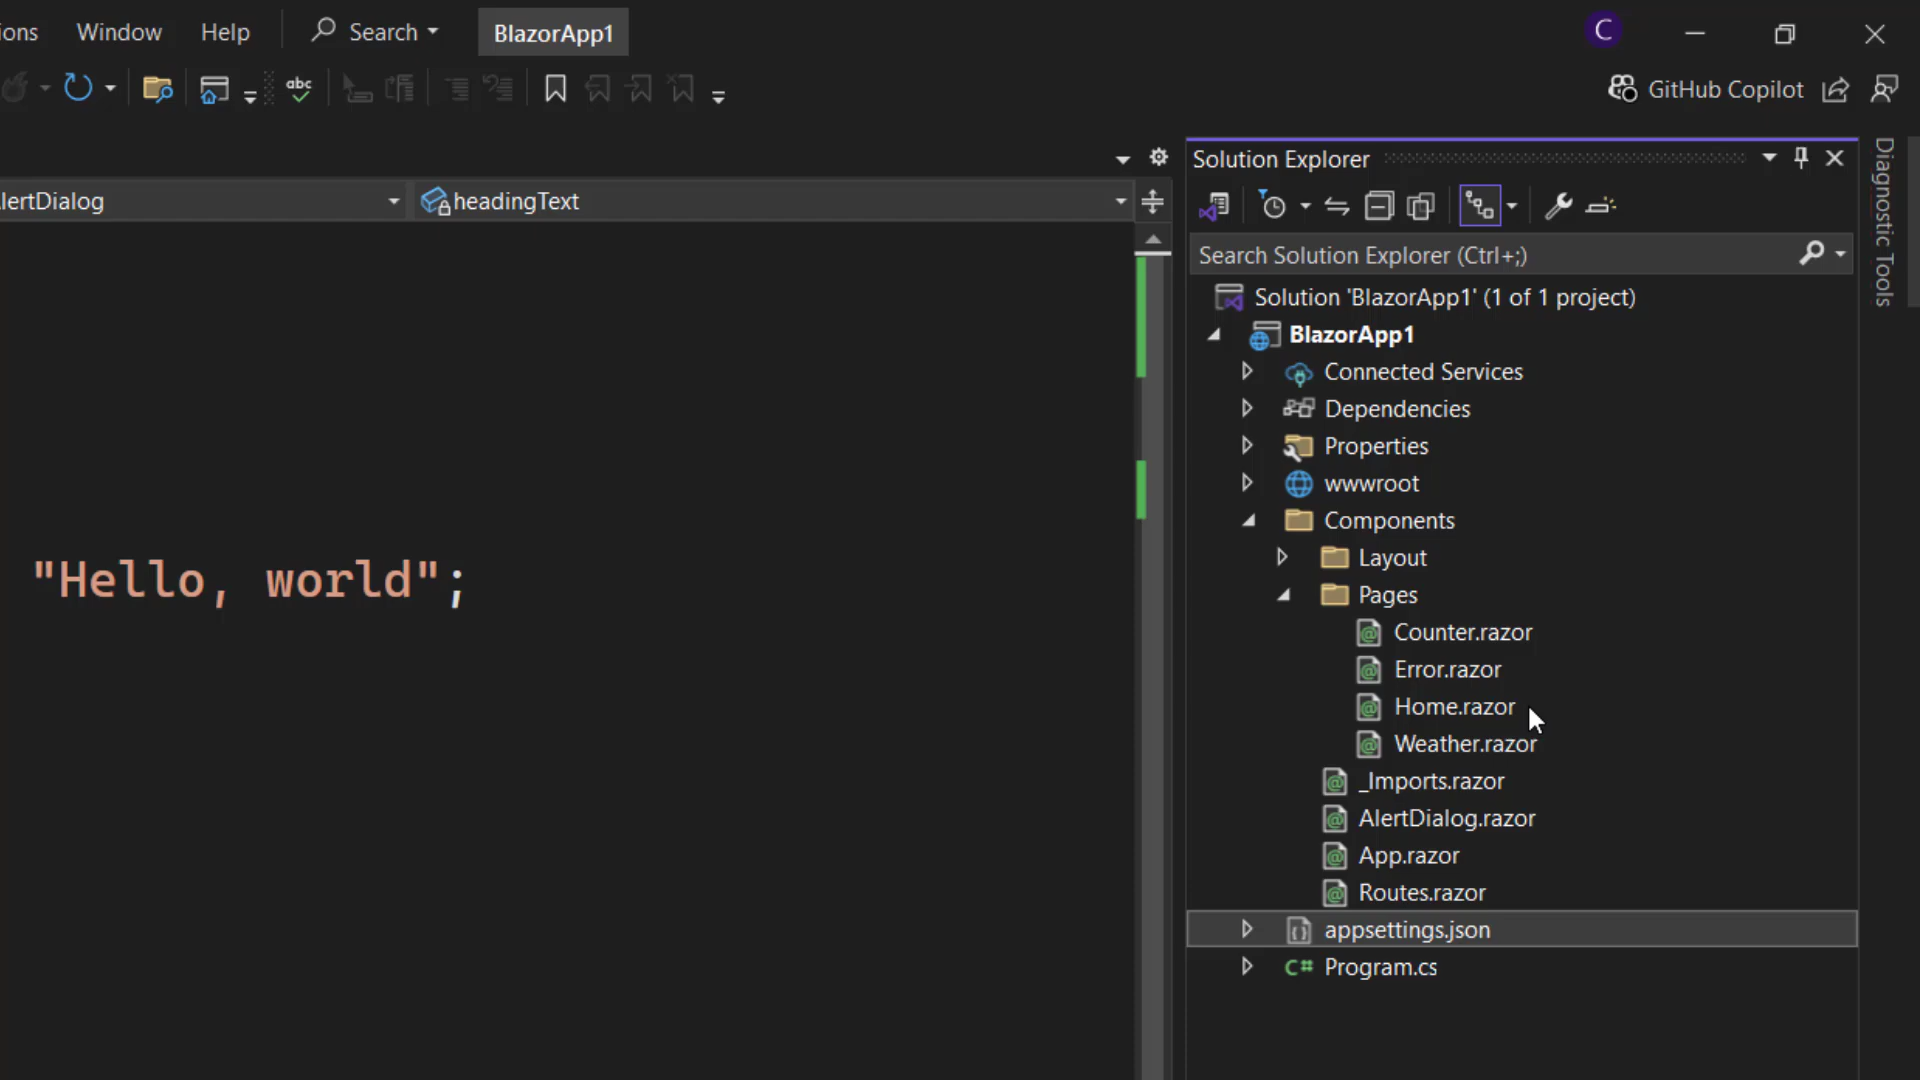 ions Window Help Search BlazorApp1 C
abc GitHub Copilot
Solution Explorer
lertDialog headingText
Search Solution Explorer (Ctrl+;)
Solution 'BlazorApp1' (1 of 1 project)
BlazorApp1
Connected Services
Dependencies
Properties
wwwroot
Components
Layout
"Hello, world";
Pages
Counter.razor
Error.razor
Home.razor
Weather.razor
_Imports.razor
AlertDialog.razor
App.razor
Routes.razor
appsettings.json
C# Program.cs
Diagnostic Tools